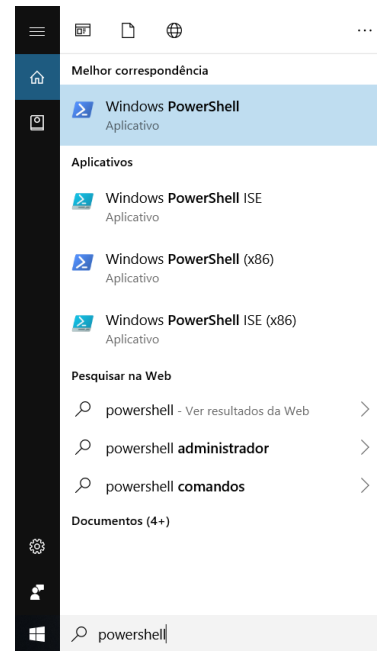 Melhor correspondência
Windows PowerShell
Aplicativo
Aplicativos
Windows PowerShell ISE
Aplicativo
Windows PowerShell (x86)
Aplicativo
Windows PowerShell ISE (x86)
Aplicativo
Pesquisar na Web
powershell - Ver resultados da Web
powershell administrador
powershell comandos
Documentos (4+)
powershell